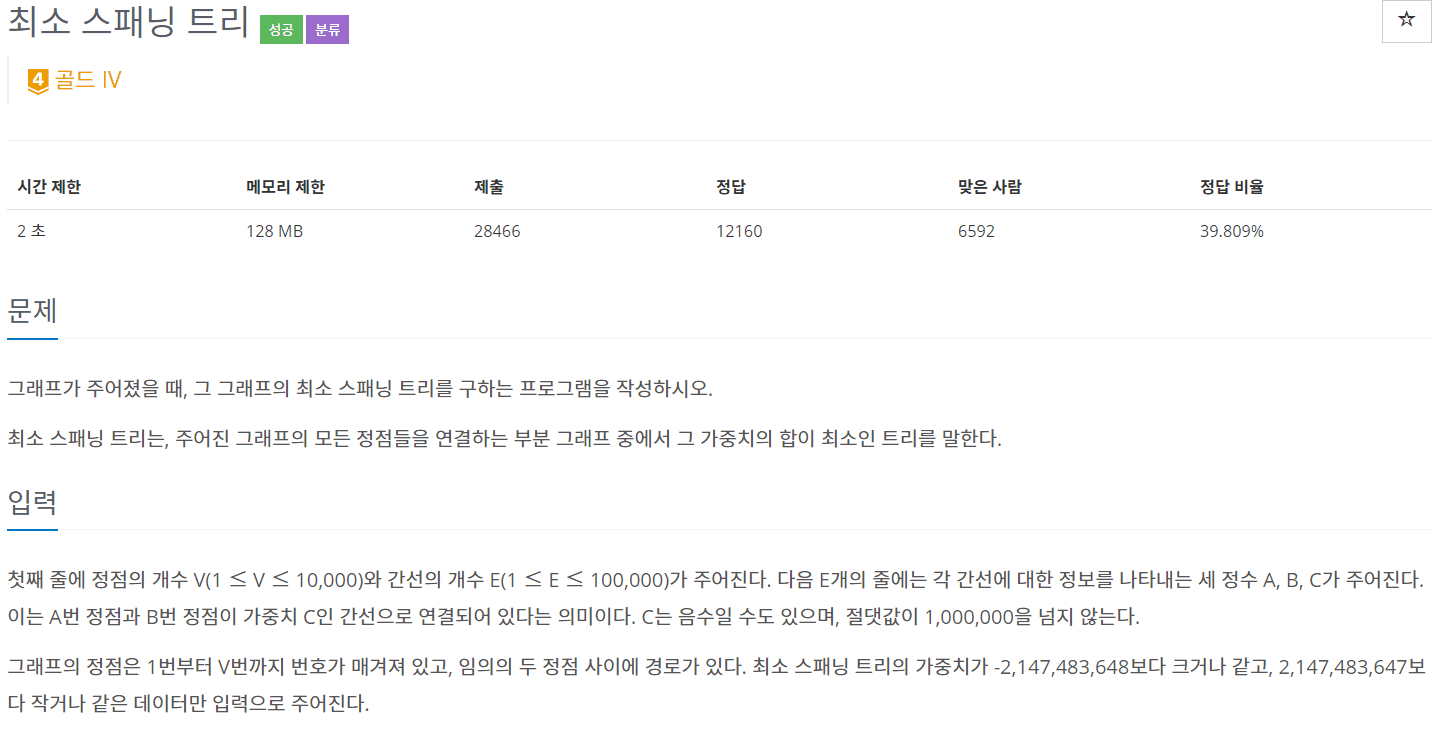 최소 스패닝 트리 성공 분류 ☆
4 골드 IV
시간 제한 메모리 제한 제출 정답 맞은 사람 정답 비율
2 초 128 MB 28466 12160 6592 39.809%
문제
그래프가 주어졌을 때, 그 그래프의 최소 스패닝 트리를 구하는 프로그램을 작성하시오.
최소 스패닝 트리는, 주어진 그래프의 모든 정점들을 연결하는 부분 그래프 중에서 그 가중치의 합이 최소인 트리를 말한다.
입력
첫째 줄에 정점의 개수 V(1 ≤ V ≤ 10,000)와 간선의 개수 E(1 ≤ E ≤ 100,000)가 주어진다. 다음 E개의 줄에는 각 간선에 대한 정보를 나타내는 세 정수 A, B, C가 주어진다.
이는 A번 정점과 B번 정점이 가중치 C인 간선으로 연결되어 있다는 의미이다. C는 음수일 수도 있으며, 절댓값이 1,000,000을 넘지 않는다.
그래프의 정점은 1번부터 V번까지 번호가 매겨져 있고, 임의의 두 정점 사이에 경로가 있다. 최소 스패닝 트리의 가중치가 -2,147,483,648보다 크거나 같고, 2,147,483,647보
다 작거나 같은 데이터만 입력으로 주어진다.